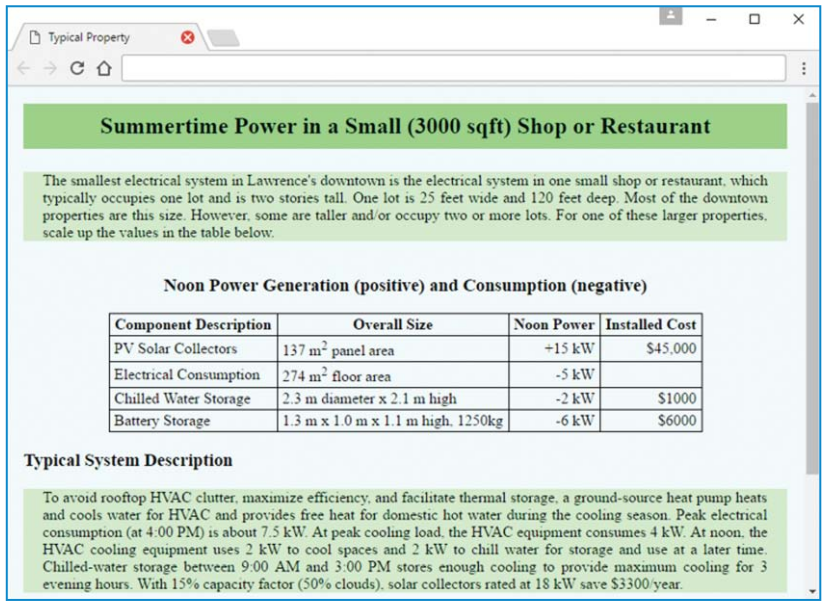 Typical Property
Summertime Power in a Small (3000 sqft) Shop or Restaurant
The smallest electrical system in Lawrence's downtown is the electrical system in one small shop or restaurant, which
typically occupies one lot and is two stories tall. One lot is 25 feet wide and 120 feet deep. Most of the downtown
properties are this size. However, some are taller and/or occupy two or more lots. For one of these larger properties,
scale up the values in the table below.
Noon Power Generation (positive) and Consumption (negative)
Component Description Overall Size Noon Power Installed Cost
PV Solar Collectors 137 m² panel area +15 kW $45,000
Electrical Consumption 274 m² floor area -5 kW
Chilled Water Storage 2.3 m diameter x 2.1 m high -2 kW $1000
Battery Storage 1.3 m x 1.0 m x 1.1 m high, 1250kg -6 kW $6000
Typical System Description
To avoid rooftop HVAC clutter, maximize efficiency, and facilitate thermal storage, a ground-source heat pump heats
and cools water for HVAC and provides free heat for domestic hot water during the cooling season. Peak electrical
consumption (at 4:00 PM) is about 7.5 kW. At peak cooling load, the HVAC equipment consumes 4 kW. At noon, the
HVAC cooling equipment uses 2 kW to cool spaces and 2 kW to chill water for storage and use at a later time.
Chilled-water storage between 9:00 AM and 3:00 PM stores enough cooling to provide maximum cooling for 3
evening hours. With 15% capacity factor (50% clouds), solar collectors rated at 18 kW save $3300/year.